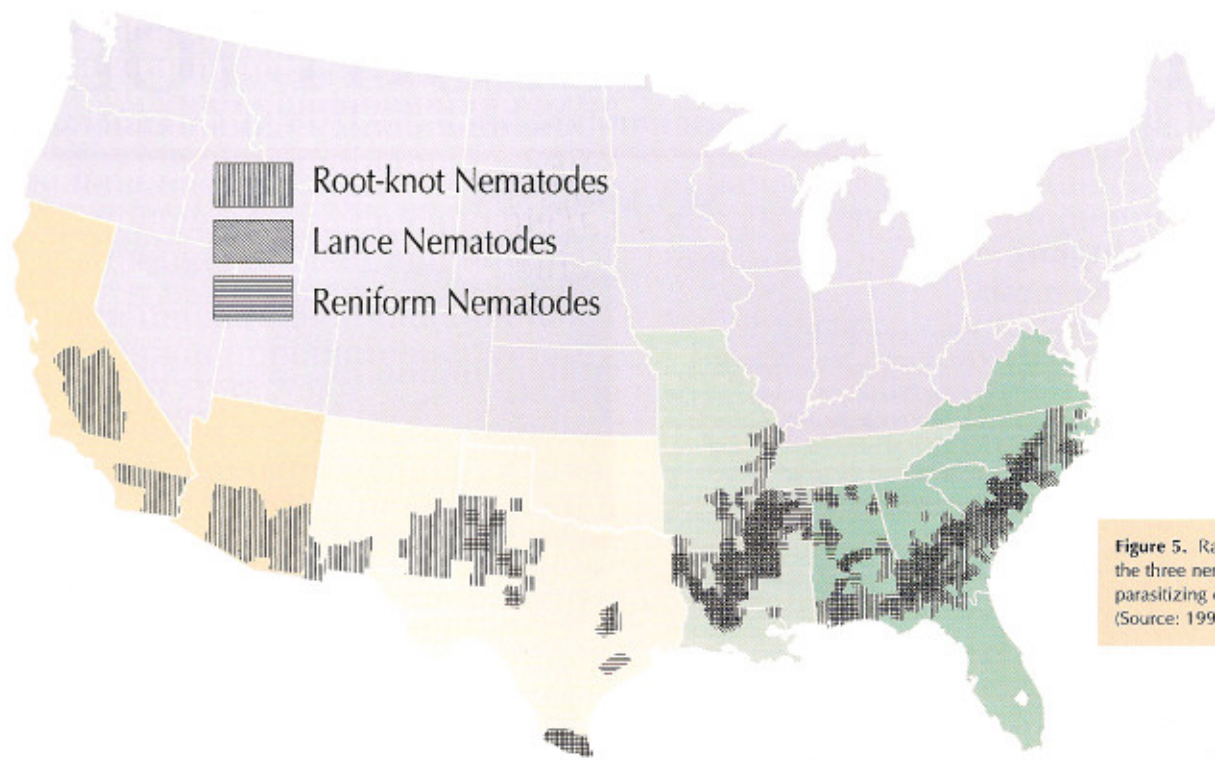 Root-knot Nematodes
Lance Nematodes
Reniform Nematodes
Figure 5.
the three
parasitizing
(Source: